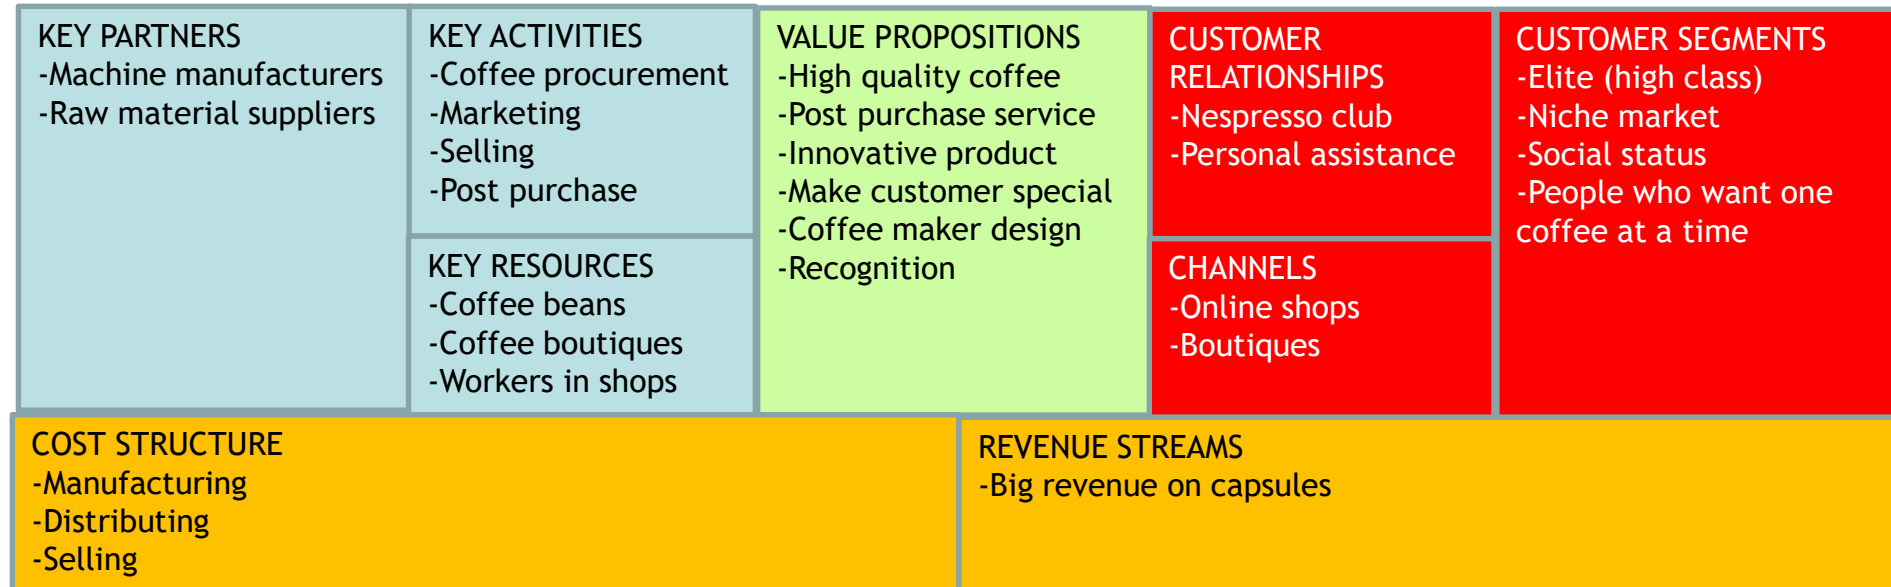 KEY PARTNERS
-Machine manufacturers
-Raw material suppliers
KEY ACTIVITIES
-Coffee procurement
-Marketing
-Selling
-Post purchase
KEY RESOURCES
-Coffee beans
-Coffee boutiques
-Workers in shops
VALUE PROPOSITIONS
-High quality coffee
-Post purchase service
-Innovative product
-Make customer special
-Coffee maker design
-Recognition
CUSTOMER
RELATIONSHIPS
-Nespresso club
-Personal assistance
CHANNELS
-Online shops
-Boutiques
CUSTOMER SEGMENTS
-Elite (high class)
-Niche market
-Social status
-People who want one
coffee at a time
COST STRUCTURE
-Manufacturing
-Distributing
-Selling
REVENUE STREAMS
-Big revenue on capsules